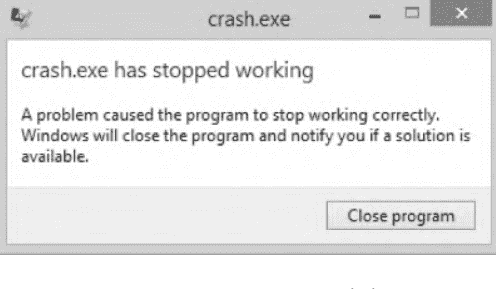 crash.exe
crash.exe has stopped working
A problem caused the program to stop working correctly.
Windows will close the program and notify you if a solution is
available.
Close program